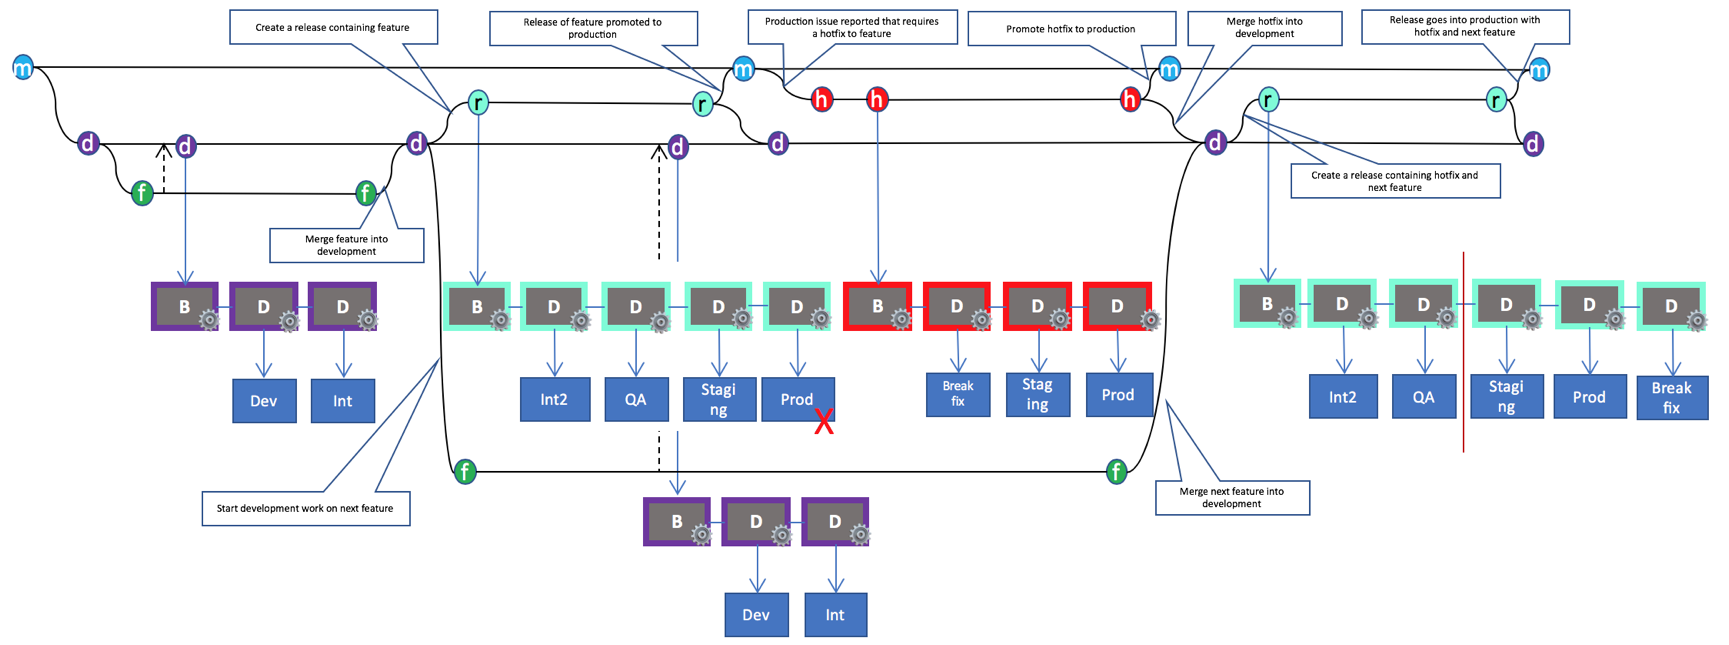 Create a release containing feature
Release of feature promoted to
production
Production issue reported that requires
a hotfix to feature
Promote hotfix to production
Merge hotfix into
development
Release goes into production with
hotfix and next feature
m
m
m
m
r
r
h
h
h
r
r
d
d
d
d
d
d
d
f
f
Create a release containing hotfix and
next feature
Merge feature into
development
B D D
B D D D D
B D D D
B D D D D D
Dev
Int
Int2
QA
Stagi
ng
Prod
X
Break
fix
Stag
ing
Prod
Int2
QA
Stagi
ng
Prod
Break
fix
f
f
Start development work on next feature
Merge next feature into
development
B D D
Dev
Int